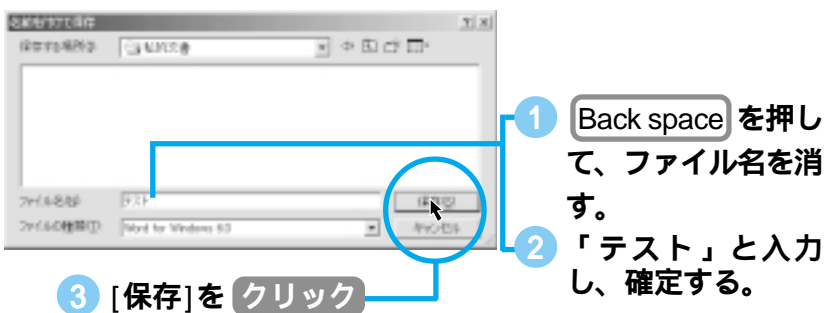 名前を付けて保存
保存する場所(I):
私的文書
ファイル名(N):
テスト
保存(S)
ファイルの種類(T):
Word for Windows 6.0
キャンセル
1 Back space を押し
て、ファイル名を消
す。
2 「テスト」と入力
し、確定する。
3 [保存]を クリック